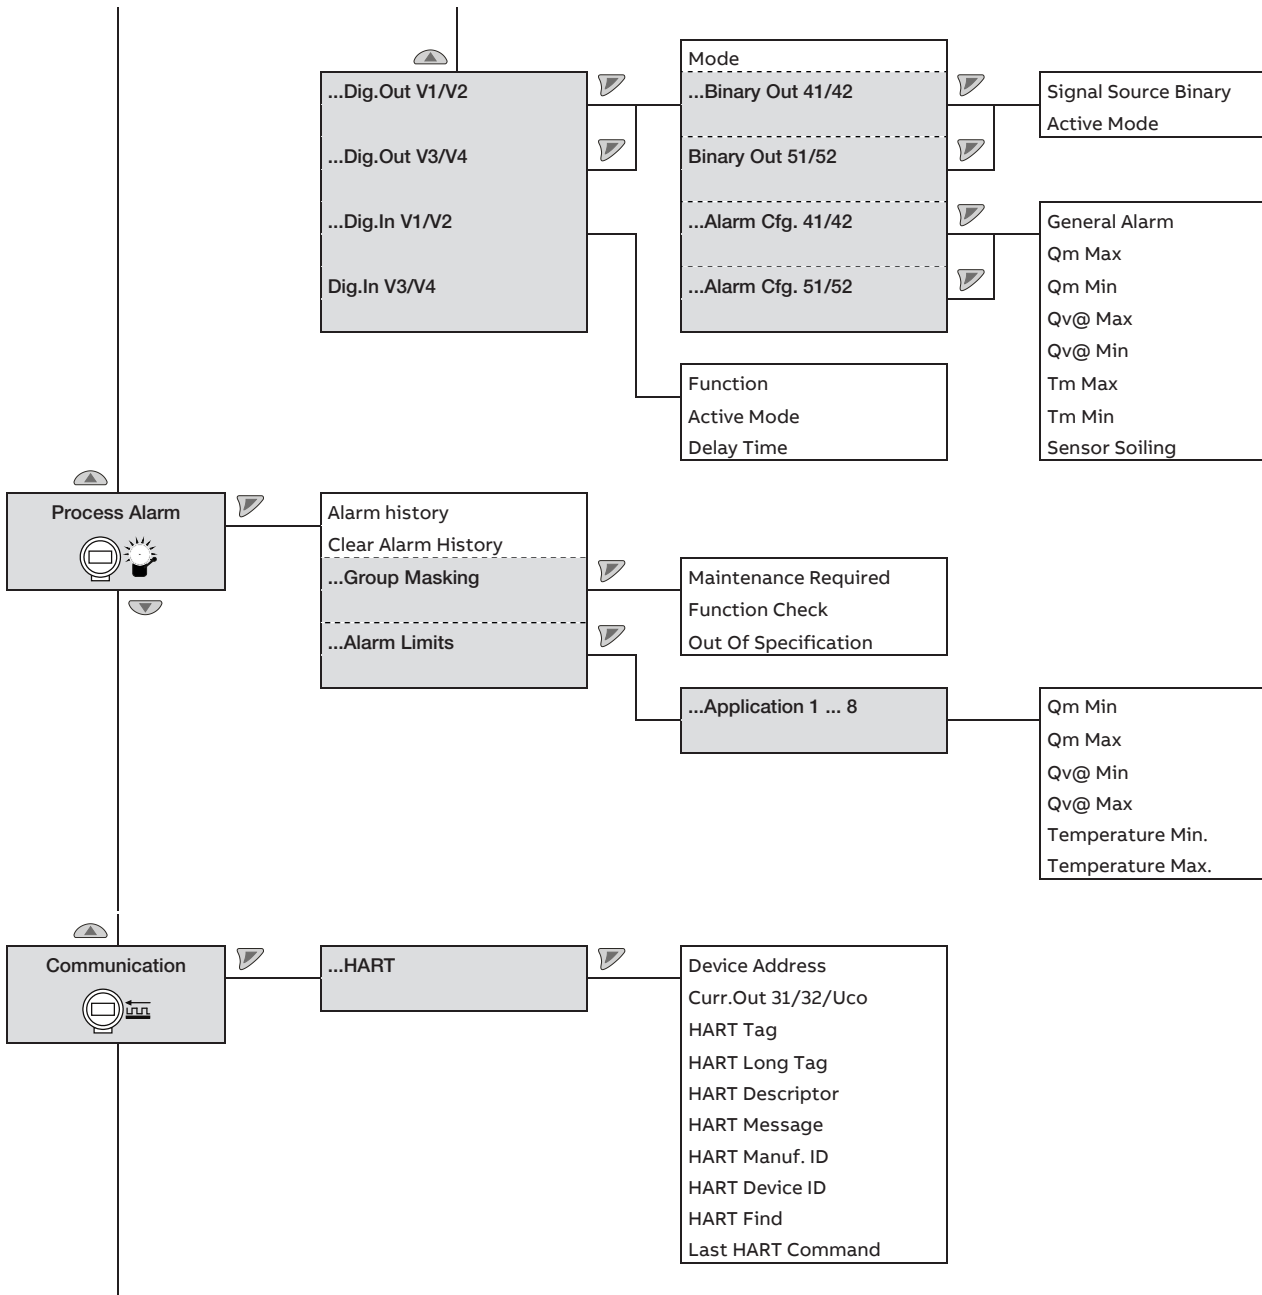 Mode
...Dig.Out V1/V2
...Binary Out 41/42
Signal Source Binary
Active Mode
...Dig.Out V3/V4
Binary Out 51/52
...Dig.In V1/V2
...Alarm Cfg. 41/42
General Alarm
Qm Max
Dig.In V3/V4
...Alarm Cfg. 51/52
Qm Min
Qv@ Max
Qv@ Min
Function
Tm Max
Active Mode
Tm Min
Delay Time
Sensor Soiling
Process Alarm
Alarm history
Clear Alarm History
...Group Masking
Maintenance Required
Function Check
...Alarm Limits
Out Of Specification
...Application 1 ... 8
Qm Min
Qm Max
Qv@ Min
Qv@ Max
Temperature Min.
Temperature Max.
Communication
...HART
Device Address
Curr.Out 31/32/Uco
HART Tag
HART Long Tag
HART Descriptor
HART Message
HART Manuf. ID
HART Device ID
HART Find
Last HART Command